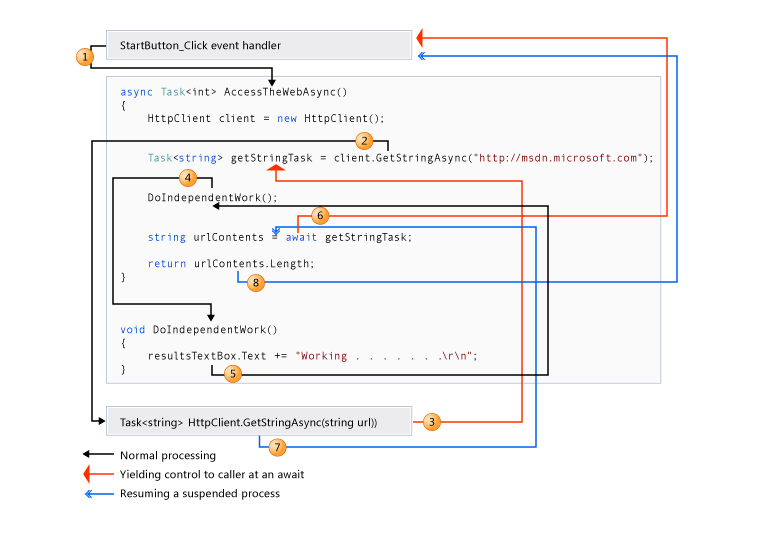 StartButton_Click event handler
1
async Task<int> AccessTheWebAsync()
{
HttpClient client = new HttpClient();
2
Task<string> getStringTask = client.GetStringAsync("http://msdn.microsoft.com");
4
DoIndependentWork();
6
string urlContents = await getStringTask;
return urlContents.Length;
}
8
void DoIndependentWork()
{
resultsTextBox.Text += "Working . . . . . . .\r\n";
}
5
Task<string> HttpClient.GetStringAsync(string url))
3
7
Normal processing
Yielding control to caller at an await
Resuming a suspended process